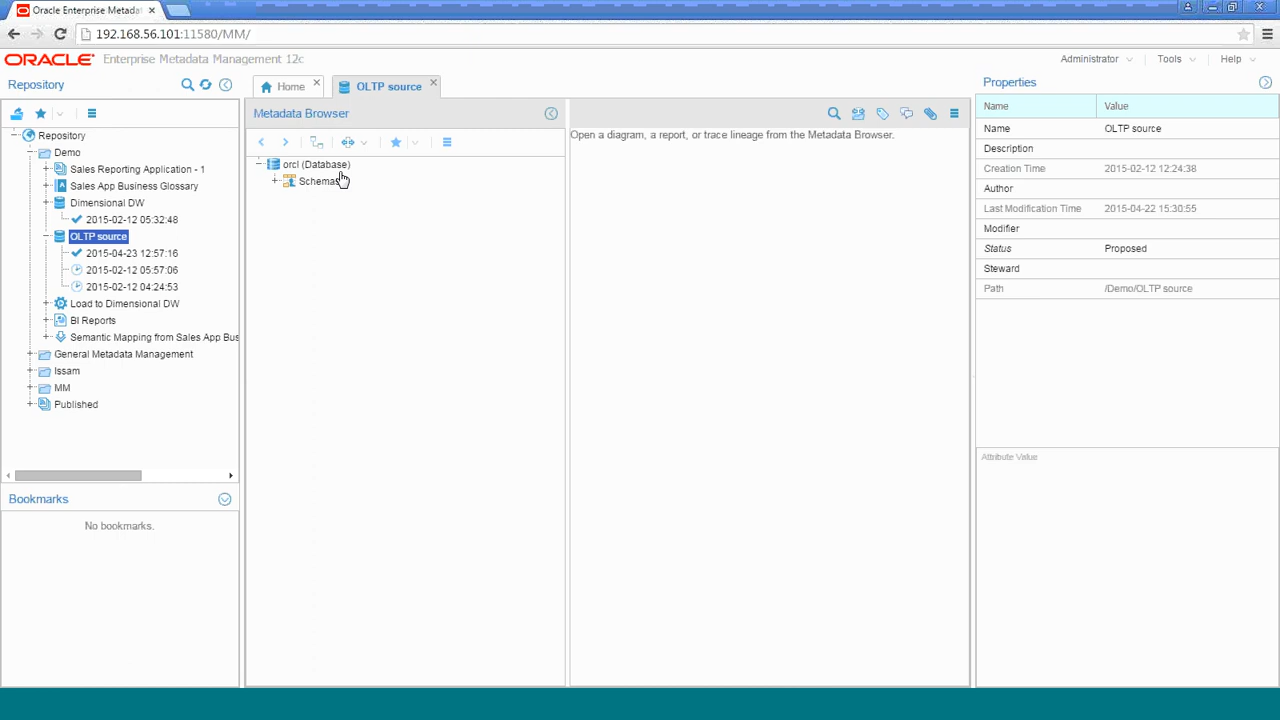 Oracle Enterprise Metada
192.168.56.101:11580/MM/
ORACLE Enterprise Metadata Management 12c
Administrator Tools Help
Repository
Repository
Demo
Sales Reporting Application - 1
Sales App Business Glossary
Dimensional DW
2015-02-12 05:32:48
OLTP source
2015-04-23 12:57:16
2015-02-12 05:57:06
2015-02-12 04:24:53
Load to Dimensional DW
BI Reports
Semantic Mapping from Sales App Bus
General Metadata Management
Issam
MM
Published
Bookmarks
No bookmarks.
Home OLTP source
Metadata Browser
orcl (Database)
Schemas
Open a diagram, a report, or trace lineage from the Metadata Browser.
Properties
Name Value
Name OLTP source
Description
Creation Time 2015-02-12 12:24:38
Author
Last Modification Time 2015-04-22 15:30:55
Modifier
Status Proposed
Steward
Path /Demo/OLTP source
Attribute Value